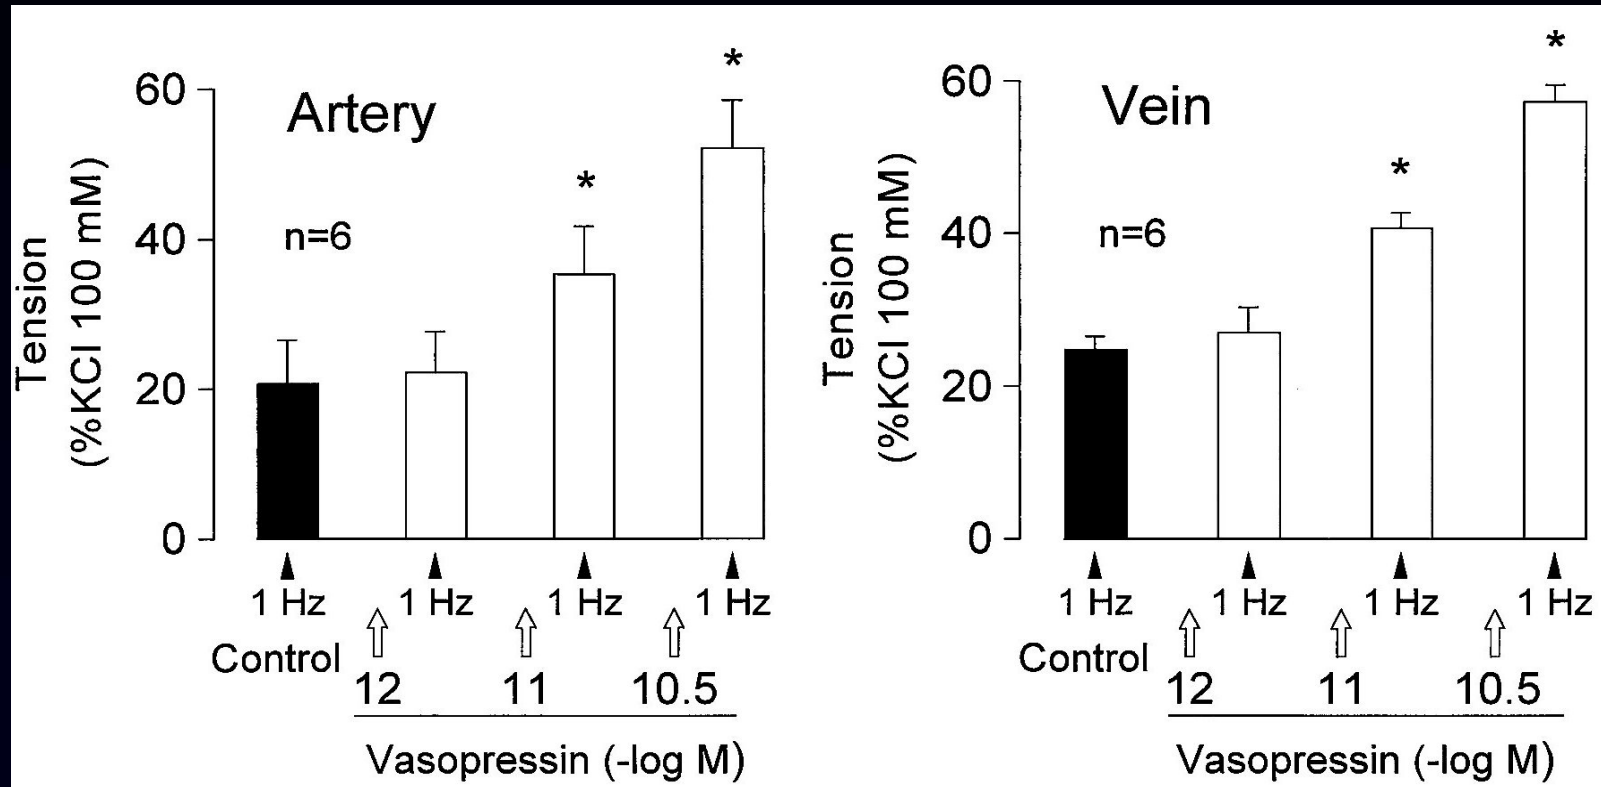 Artery
n=6
Tension
(%KCl 100 mM)
60
40
20
0
*
*
1 Hz 1 Hz 1 Hz 1 Hz
Control
12 11 10.5
Vasopressin (-log M)
Vein
n=6
Tension
(%KCl 100 mM)
60
40
20
0
*
*
1 Hz 1 Hz 1 Hz 1 Hz
Control
12 11 10.5
Vasopressin (-log M)